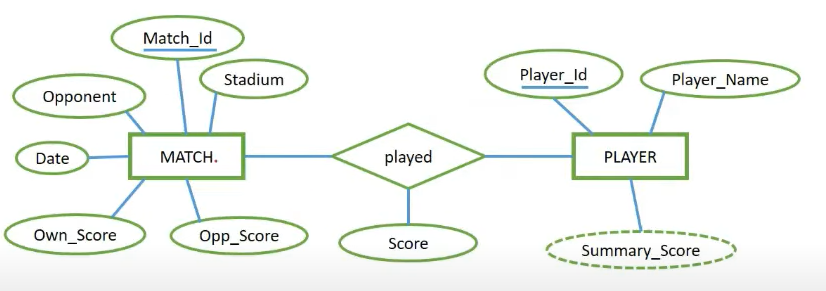 Match_Id
Stadium
Opponent
Date
MATCH.
Own_Score
Opp_Score
played
Score
Player_Id
Player_Name
PLAYER
Summary_Score